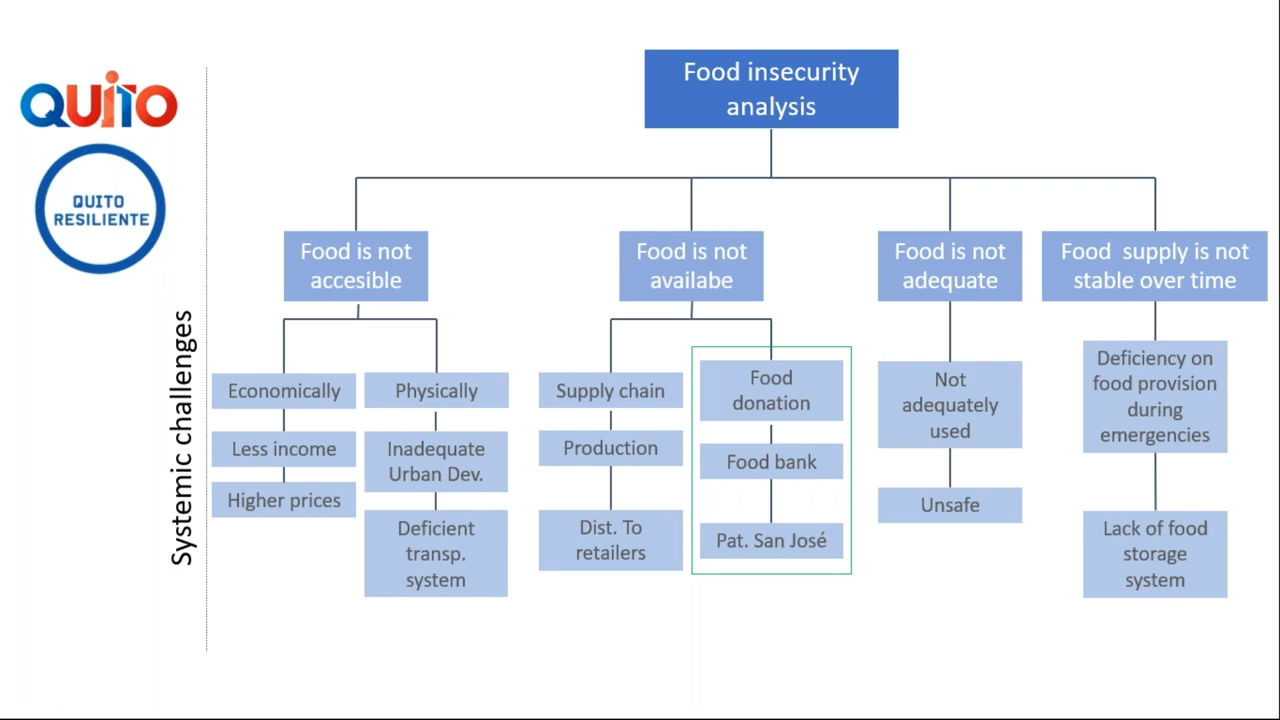 QUITO
QUITO
RESILIENTE
Systemic challenges
Food insecurity
analysis
Food is not
accesible
Economically
Less income
Higher prices
Physically
Inadequate
Urban Dev.
Deficient
transp.
system
Food is not
availabe
Supply chain
Production
Dist. To
retailers
Food
donation
Food bank
Pat. San José
Food is not
adequate
Not
adequately
used
Unsafe
Food supply is not
stable over time
Deficiency on
food provision
during
emergencies
Lack of food
storage
system